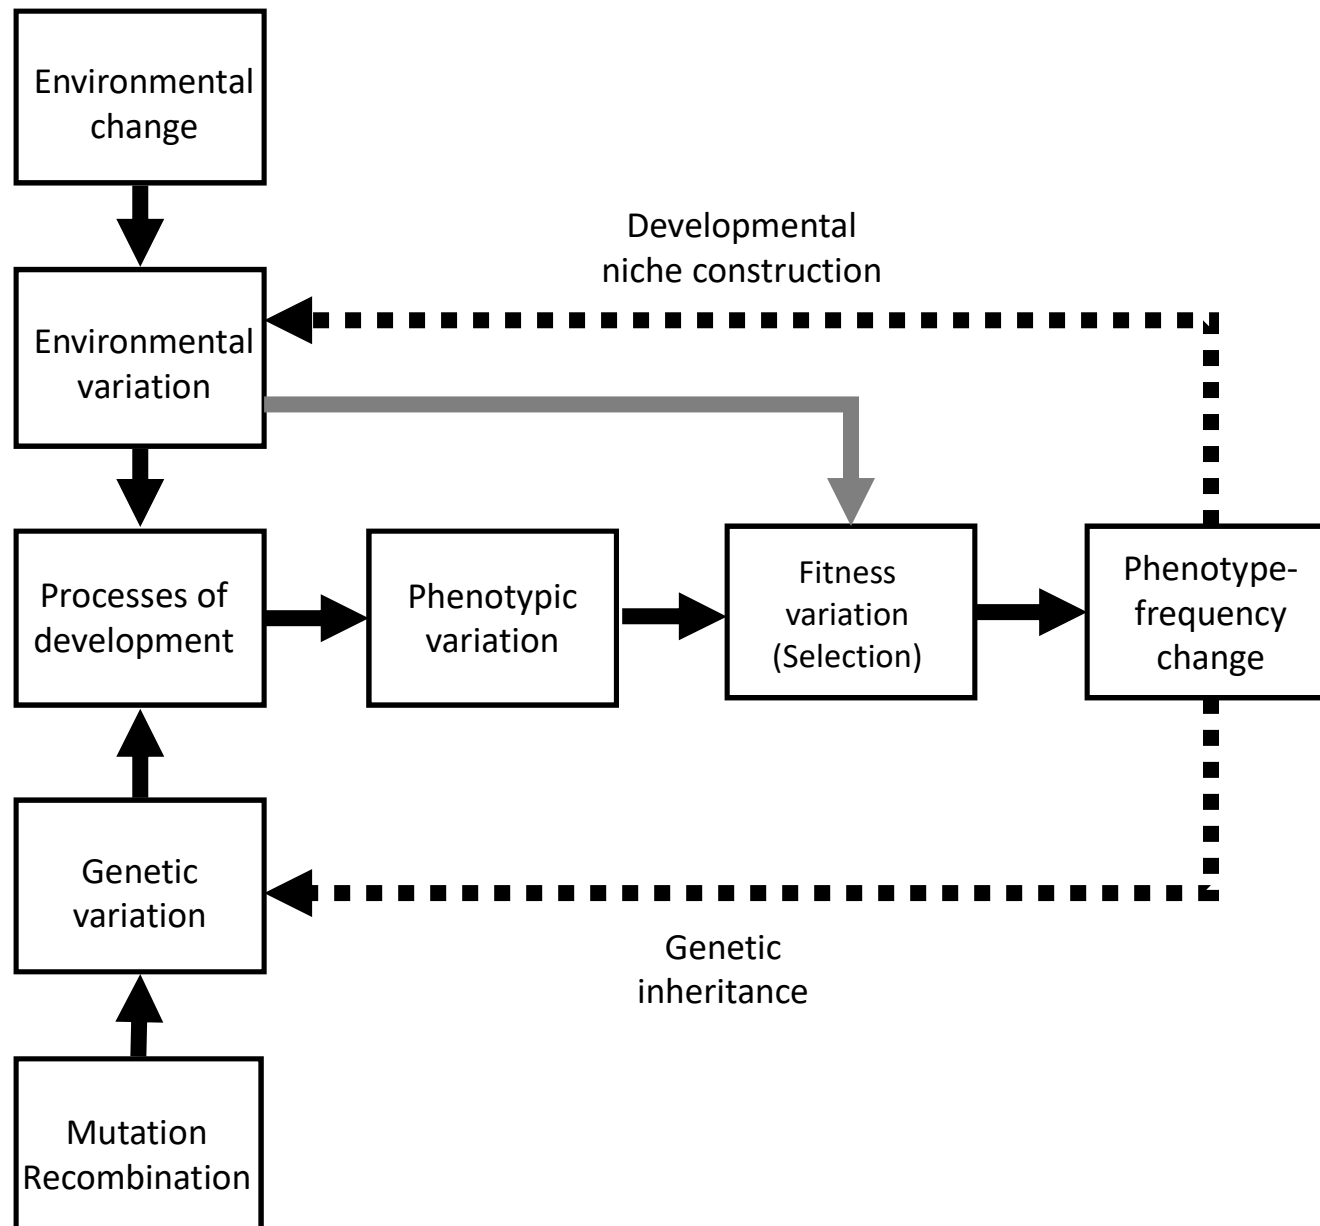 Environmental
change
Developmental
niche construction
Environmental
variation
Processes of
development
Phenotypic
variation
Fitness
variation
(Selection)
Phenotype-
frequency
change
Genetic
variation
Genetic
inheritance
Mutation
Recombination